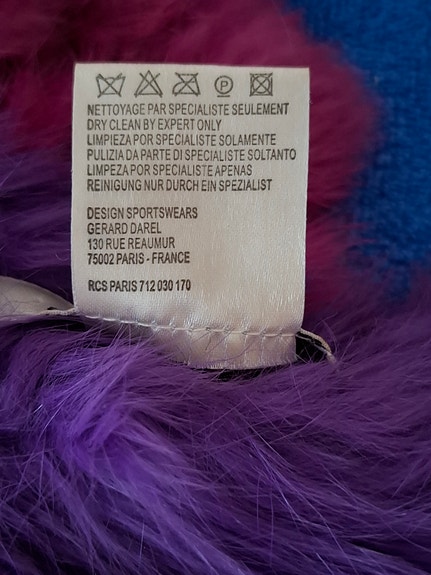 P
NETTOYAGE PAR SPECIALISTE SEULEMENT
DRY CLEAN BY EXPERT ONLY
LIMPIEZA POR SPECIALISTE SOLAMENTE
PULIZIA DA PARTE DI SPECIALISTE SOLTANTO
LIMPEZA POR SPECIALISTE APENAS
REINIGUNG NUR DURCH EIN SPEZIALIST
DESIGN SPORTSWEARS
GERARD DAREL
130 RUE REAUMUR
75002 PARIS - FRANCE
RCS PARIS 712 030 170